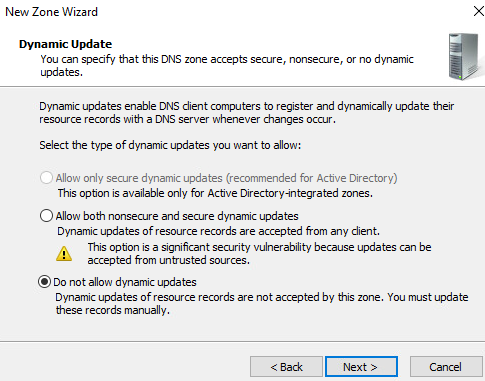 New Zone Wizard
Dynamic Update
You can specify that this DNS zone accepts secure, nonsecure, or no dynamic
updates.
Dynamic updates enable DNS client computers to register and dynamically update their
resource records with a DNS server whenever changes occur.
Select the type of dynamic updates you want to allow:
Allow only secure dynamic updates (recommended for Active Directory)
This option is available only for Active Directory-integrated zones.
Allow both nonsecure and secure dynamic updates
Dynamic updates of resource records are accepted from any client.
This option is a significant security vulnerability because updates can be
accepted from untrusted sources.
Do not allow dynamic updates
Dynamic updates of resource records are not accepted by this zone. You must update
these records manually.
< Back
Next >
Cancel